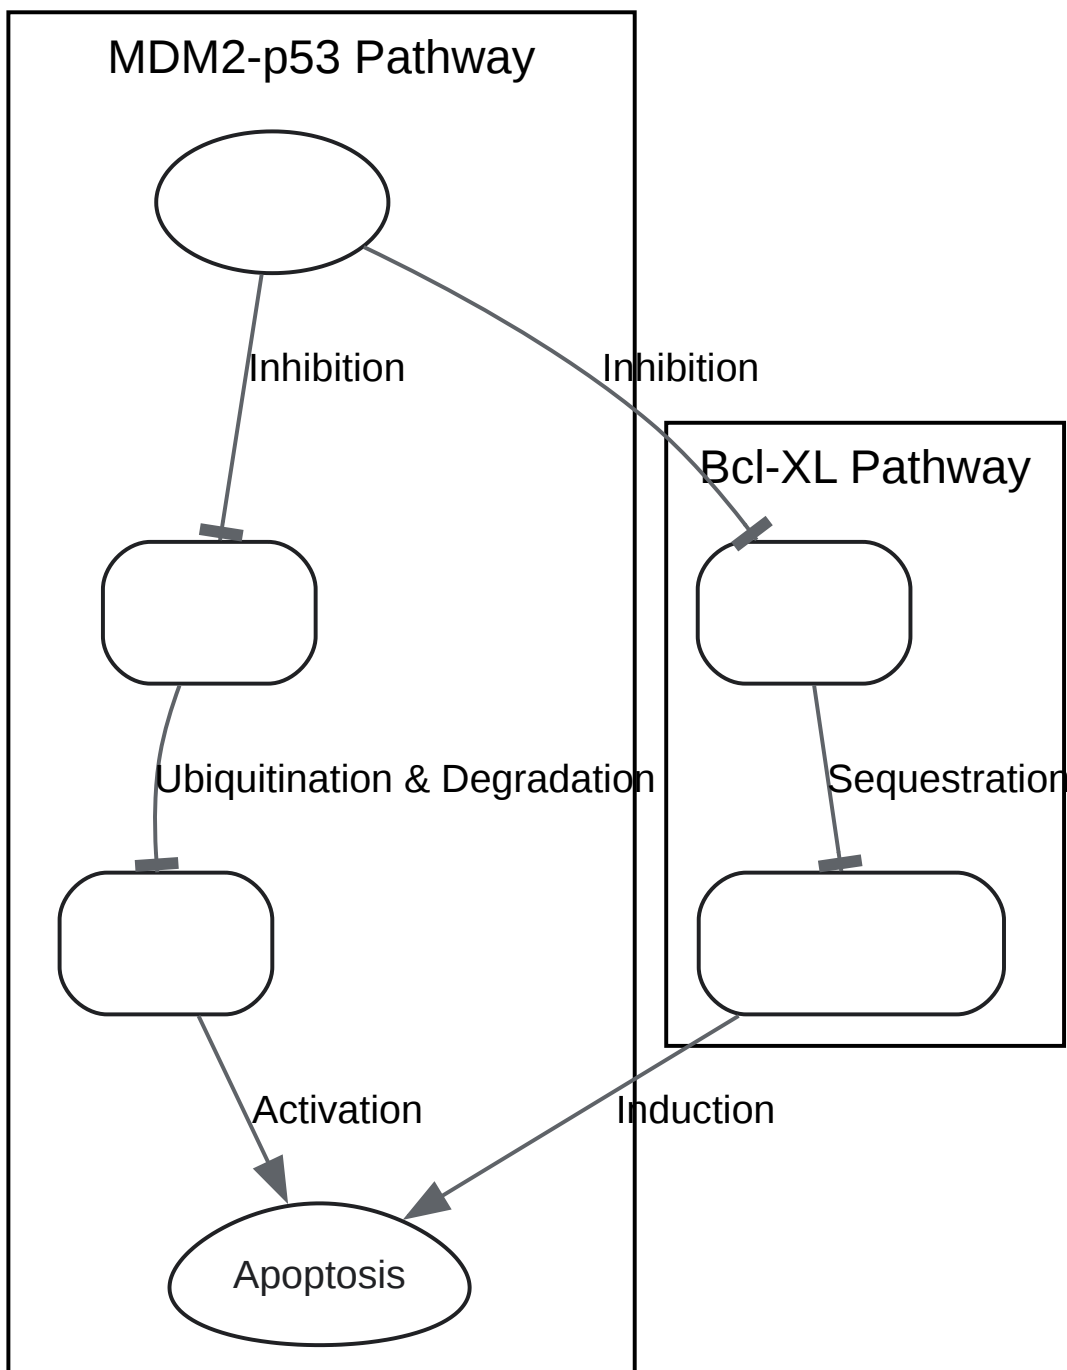 MDM2-p53 Pathway
Inhibition
Inhibition
Bcl-XL Pathway
Ubiquitination & Degradation
Sequestration
Activation
Induction
Apoptosis